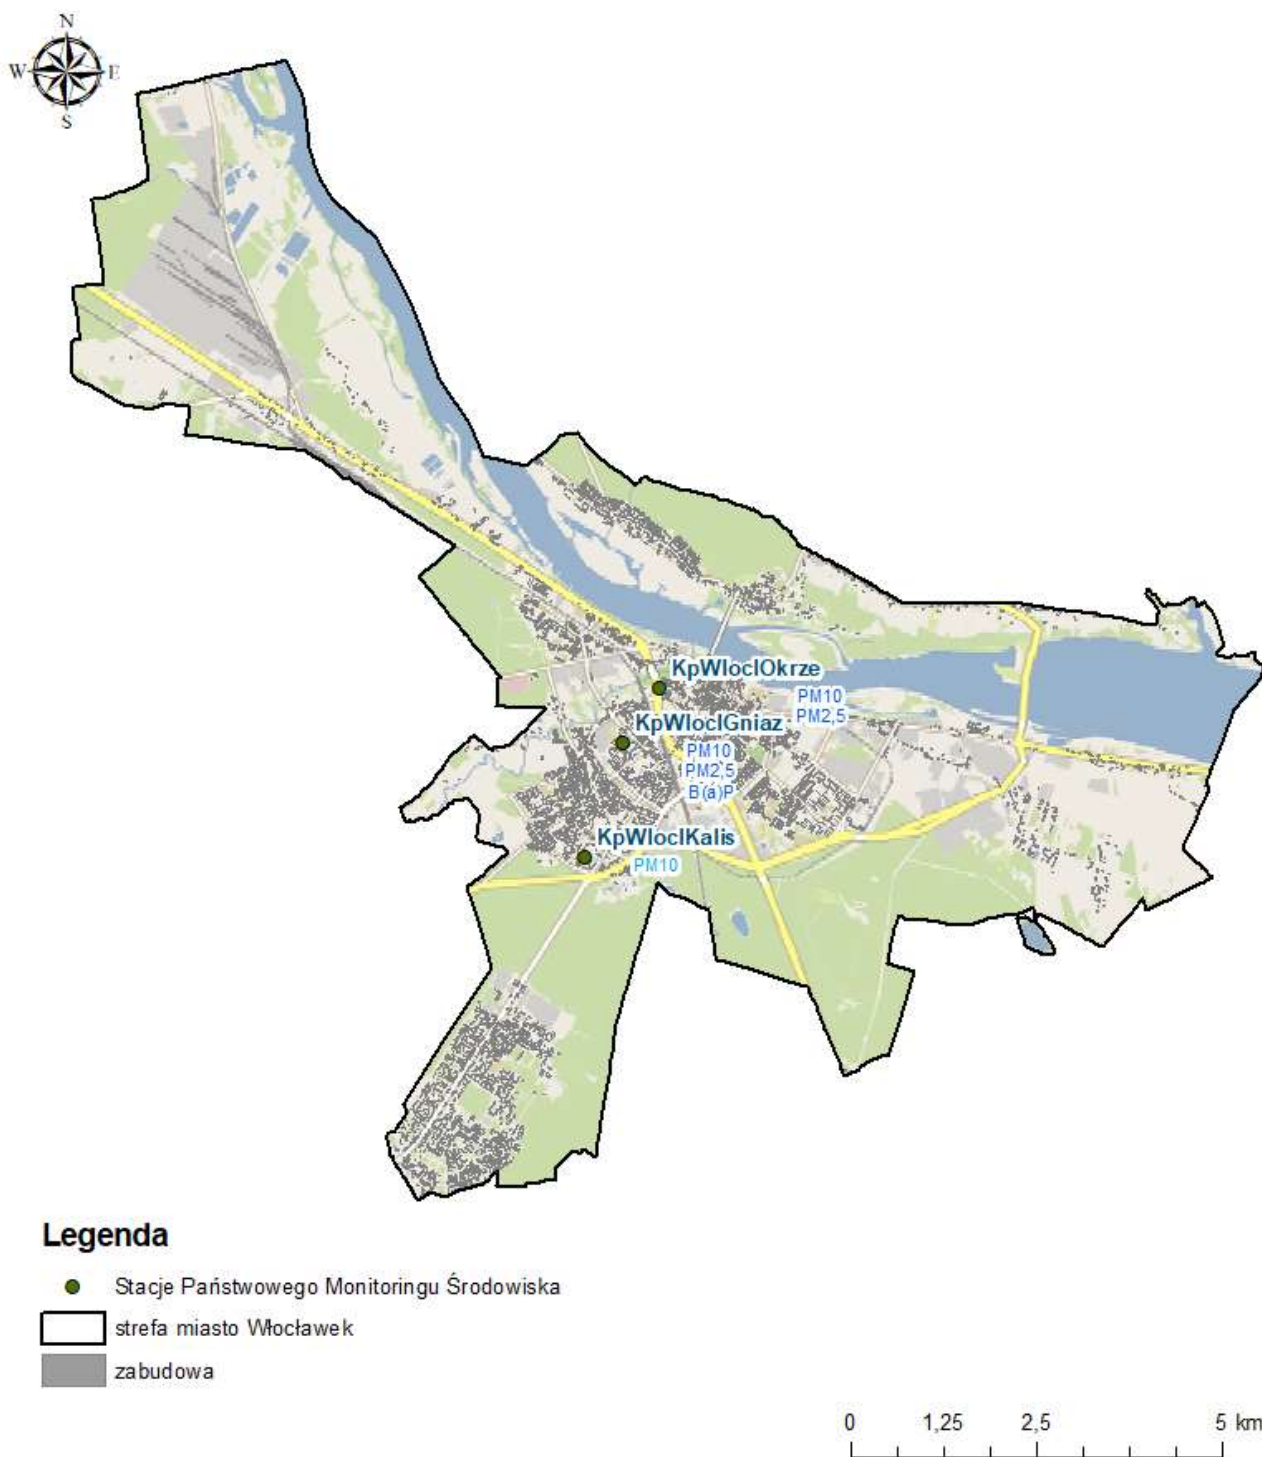 N
W E
S
KpWloclOkrze
PM10
PM2,5
KpWloclGniaz
PM10
PM2,5
B(a)P
KpWloclKalis
PM10
Legenda
Stacje Państwowego Monitoringu Środowiska
strefa miasto Włocławek
zabudowa
0 1,25 2,5 5 km